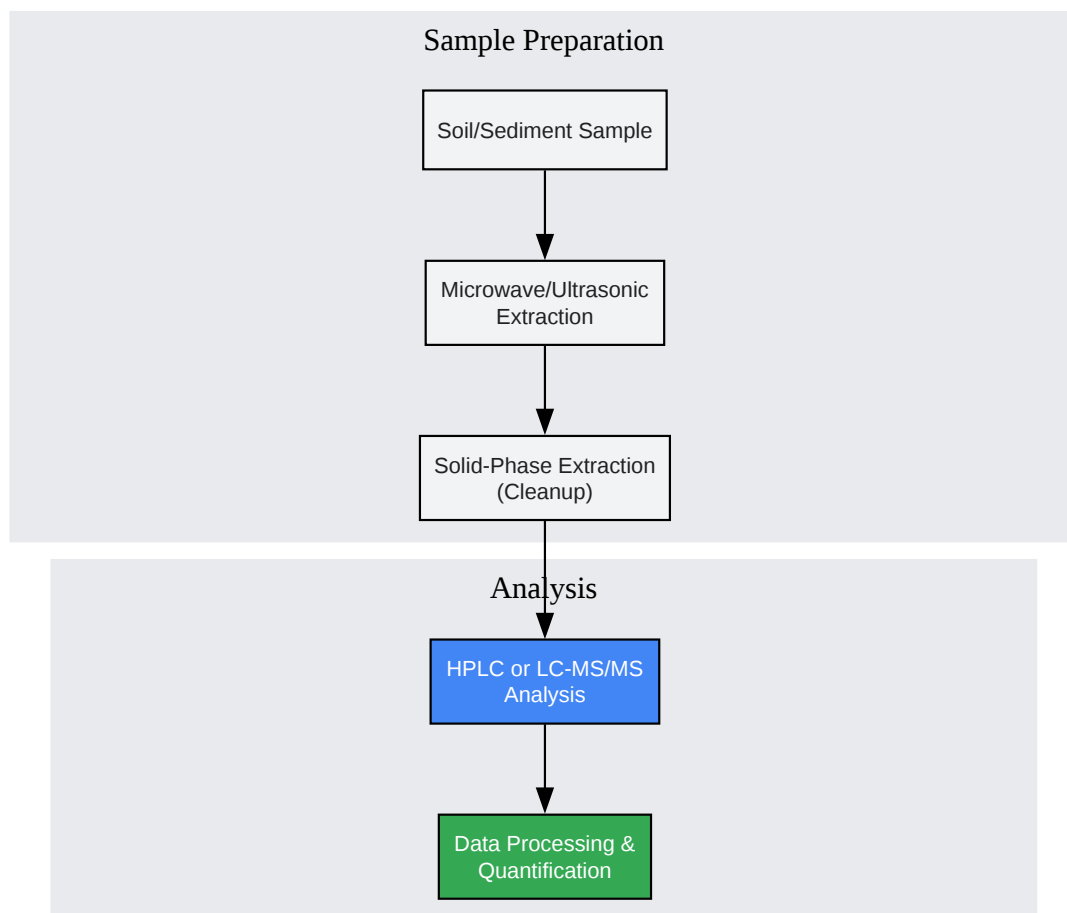 Sample Preparation
Soil/Sediment Sample
Microwave/Ultrasonic
Extraction
Solid-Phase Extraction
(Cleanup)
Analysis
HPLC or LC-MS/MS
Analysis
Data Processing &
Quantification